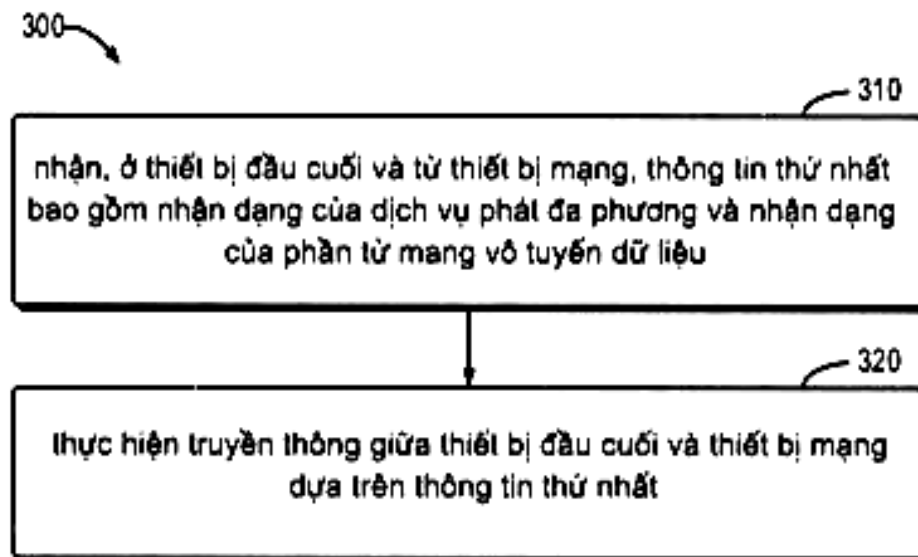 300
310
nhận, ở thiết bị đầu cuối và từ thiết bị mạng, thông tin thứ nhất
bao gồm nhận dạng của dịch vụ phát đa phương và nhận dạng
của phần tử mang vô tuyến dữ liệu
320
thực hiện truyền thông giữa thiết bị đầu cuối và thiết bị mạng
dựa trên thông tin thứ nhất